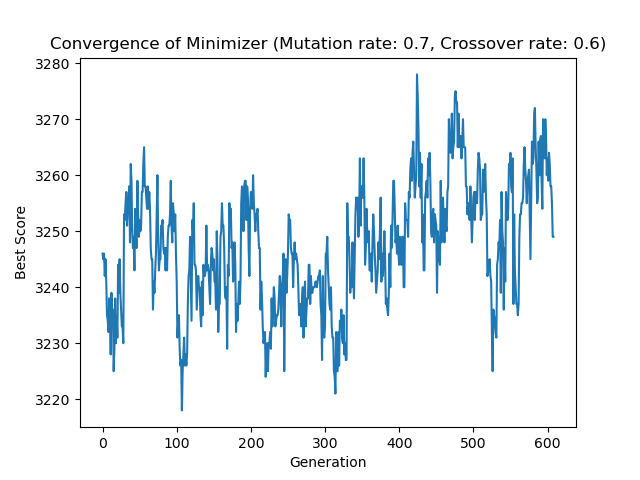 Convergence of Minimizer (Mutation rate: 0.7, Crossover rate: 0.6)
3280
3270
3260
3250
3240
3230
3220
Best Score
0 100 200 300 400 500 600
Generation